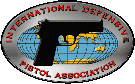 INTERNATIONAL DEFENSIVE
PISTOL ASSOCIATION